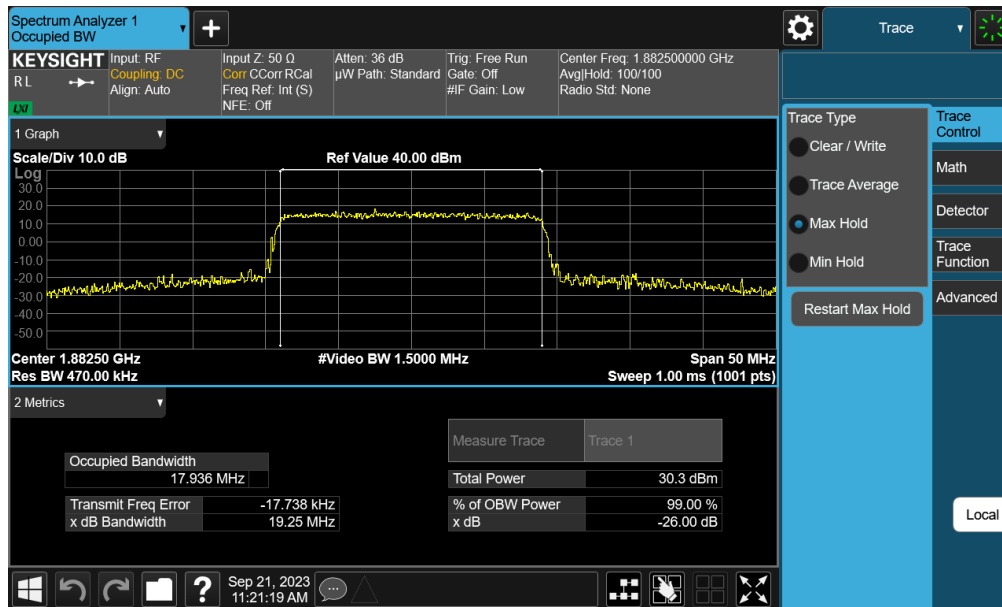 Spectrum Analyzer 1
Occupied BW
+
Trace
KEYSIGHT
RL
LXI
Input: RF
Coupling: DC
Align: Auto
Input Z: 50 Ω
Corr CCorr RCal
Freq Ref: Int (S)
NFE: Off
Atten: 36 dB
µW Path: Standard
Trig: Free Run
Gate: Off
#IF Gain: Low
Center Freq: 1.882500000 GHz
Avg|Hold: 100/100
Radio Std: None
1 Graph
Scale/Div 10.0 dB
Ref Value 40.00 dBm
Log
30.0
20.0
10.0
0.00
-10.0
-20.0
-30.0
-40.0
-50.0
Center 1.88250 GHz
#Video BW 1.5000 MHz
Span 50 MHz
Res BW 470.00 kHz
Sweep 1.00 ms (1001 pts)
2 Metrics
Measure Trace
Trace 1
Occupied Bandwidth
17.936 MHz
Total Power
30.3 dBm
Transmit Freq Error
-17.738 kHz
% of OBW Power
99.00 %
x dB Bandwidth
19.25 MHz
x dB
-26.00 dB
Trace Type
Clear / Write
Trace Average
Max Hold
Min Hold
Restart Max Hold
Trace
Control
Math
Detector
Trace
Function
Advanced
Local
?
Sep 21, 2023
11:21:19 AM